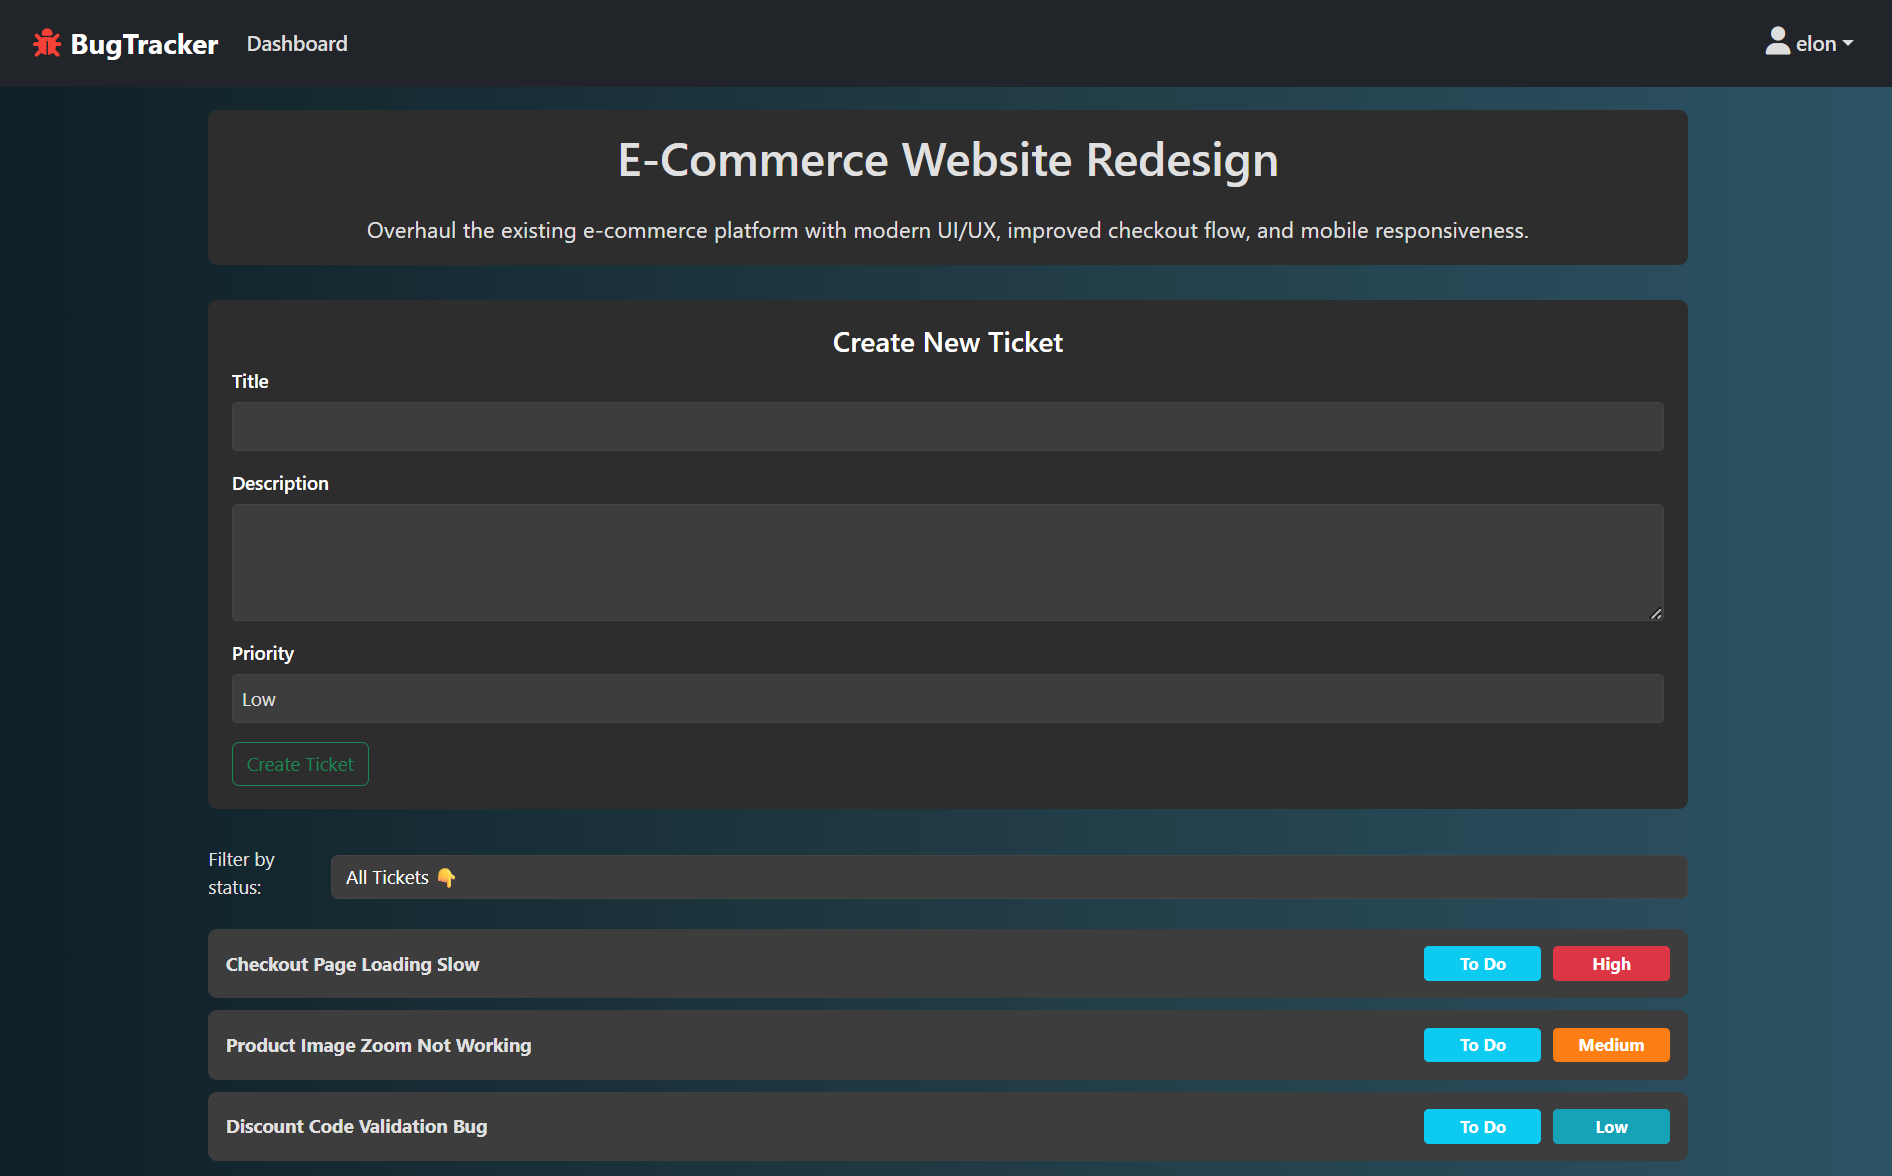 BugTracker Dashboard elon
E-Commerce Website Redesign
Overhaul the existing e-commerce platform with modern UI/UX, improved checkout flow, and mobile responsiveness.
Create New Ticket
Title
Description
Priority
Low
Create Ticket
Filter by
status:
All Tickets 👇
Checkout Page Loading Slow To Do High
Product Image Zoom Not Working To Do Medium
Discount Code Validation Bug To Do Low